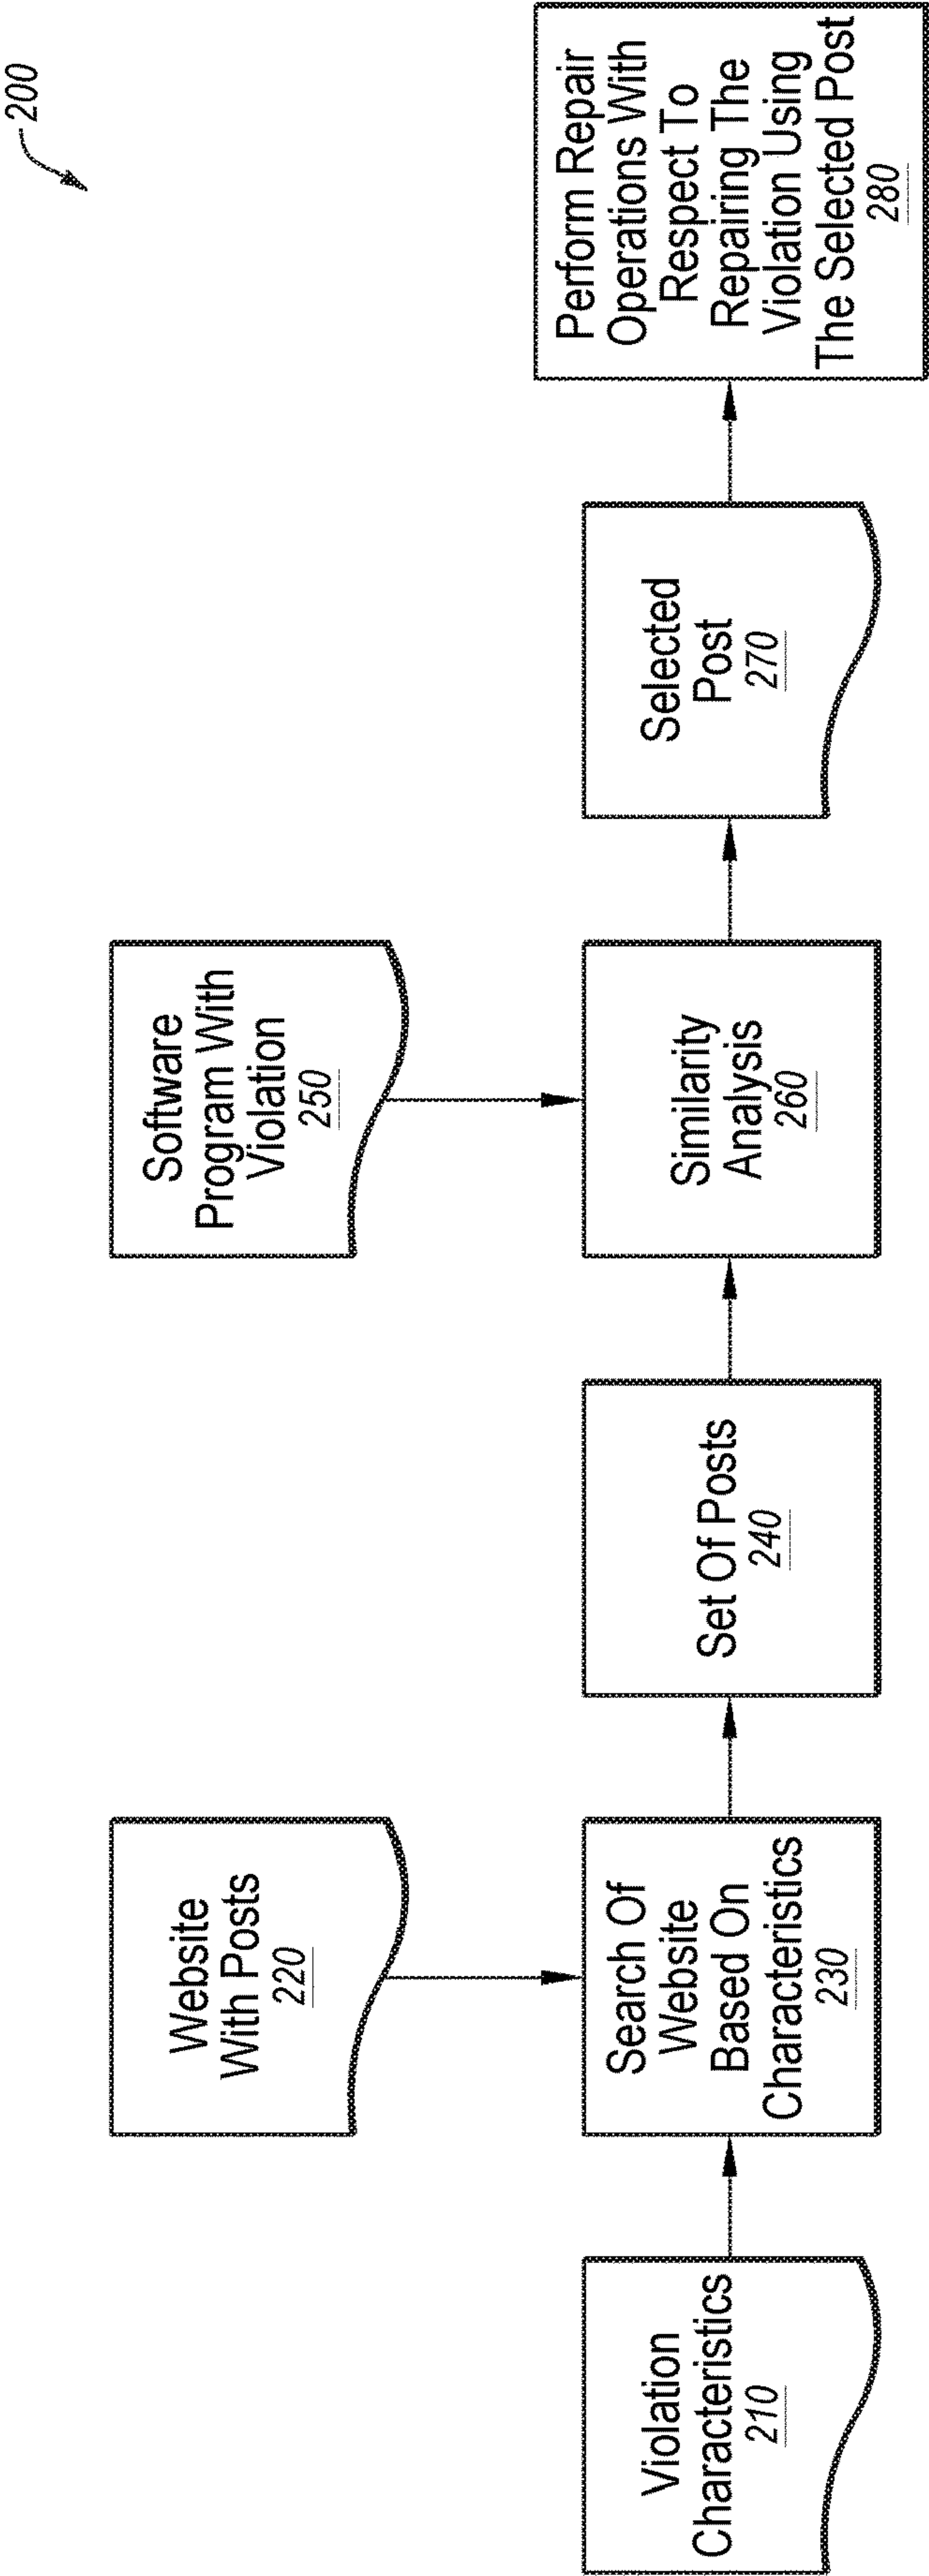 200
Website
With Posts
220
Software
Program With
Violation
250
Violation
Characteristics
210
Search Of
Website
Based On
Characteristics
230
Set Of Posts
240
Similarity
Analysis
260
Selected
Post
270
Perform Repair
Operations With
Respect To
Repairing The
Violation Using
The Selected Post
280